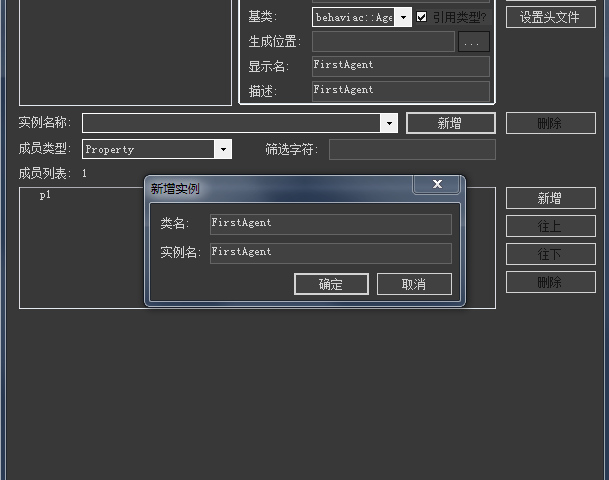 基类： behaviac::Age 引用类型? 设置头文件
生成位置： ...
显示名： FirstAgent
描述： FirstAgent
实例名称： 新增 删除
成员类型： Property 筛选字符：
成员列表： 1
p1
新增实例 X
类名： FirstAgent
实例名： FirstAgent
确定 取消
新增
往上
往下
删除